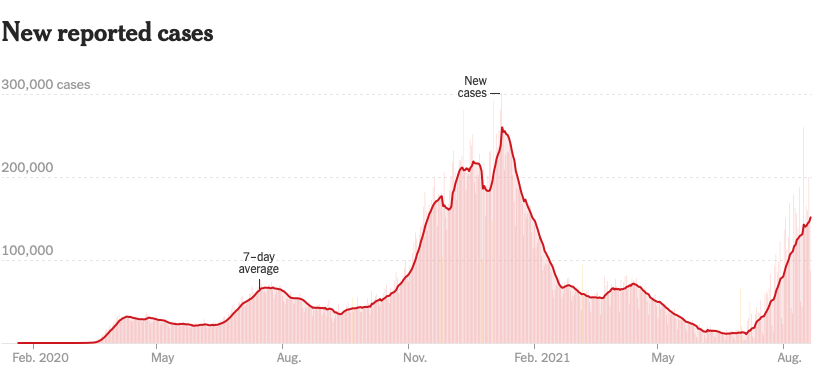 New reported cases
New
cases
300,000 cases
200,000
7–day
average
100,000
Feb. 2020
May
Aug.
Nov.
Feb. 2021
May
Aug.